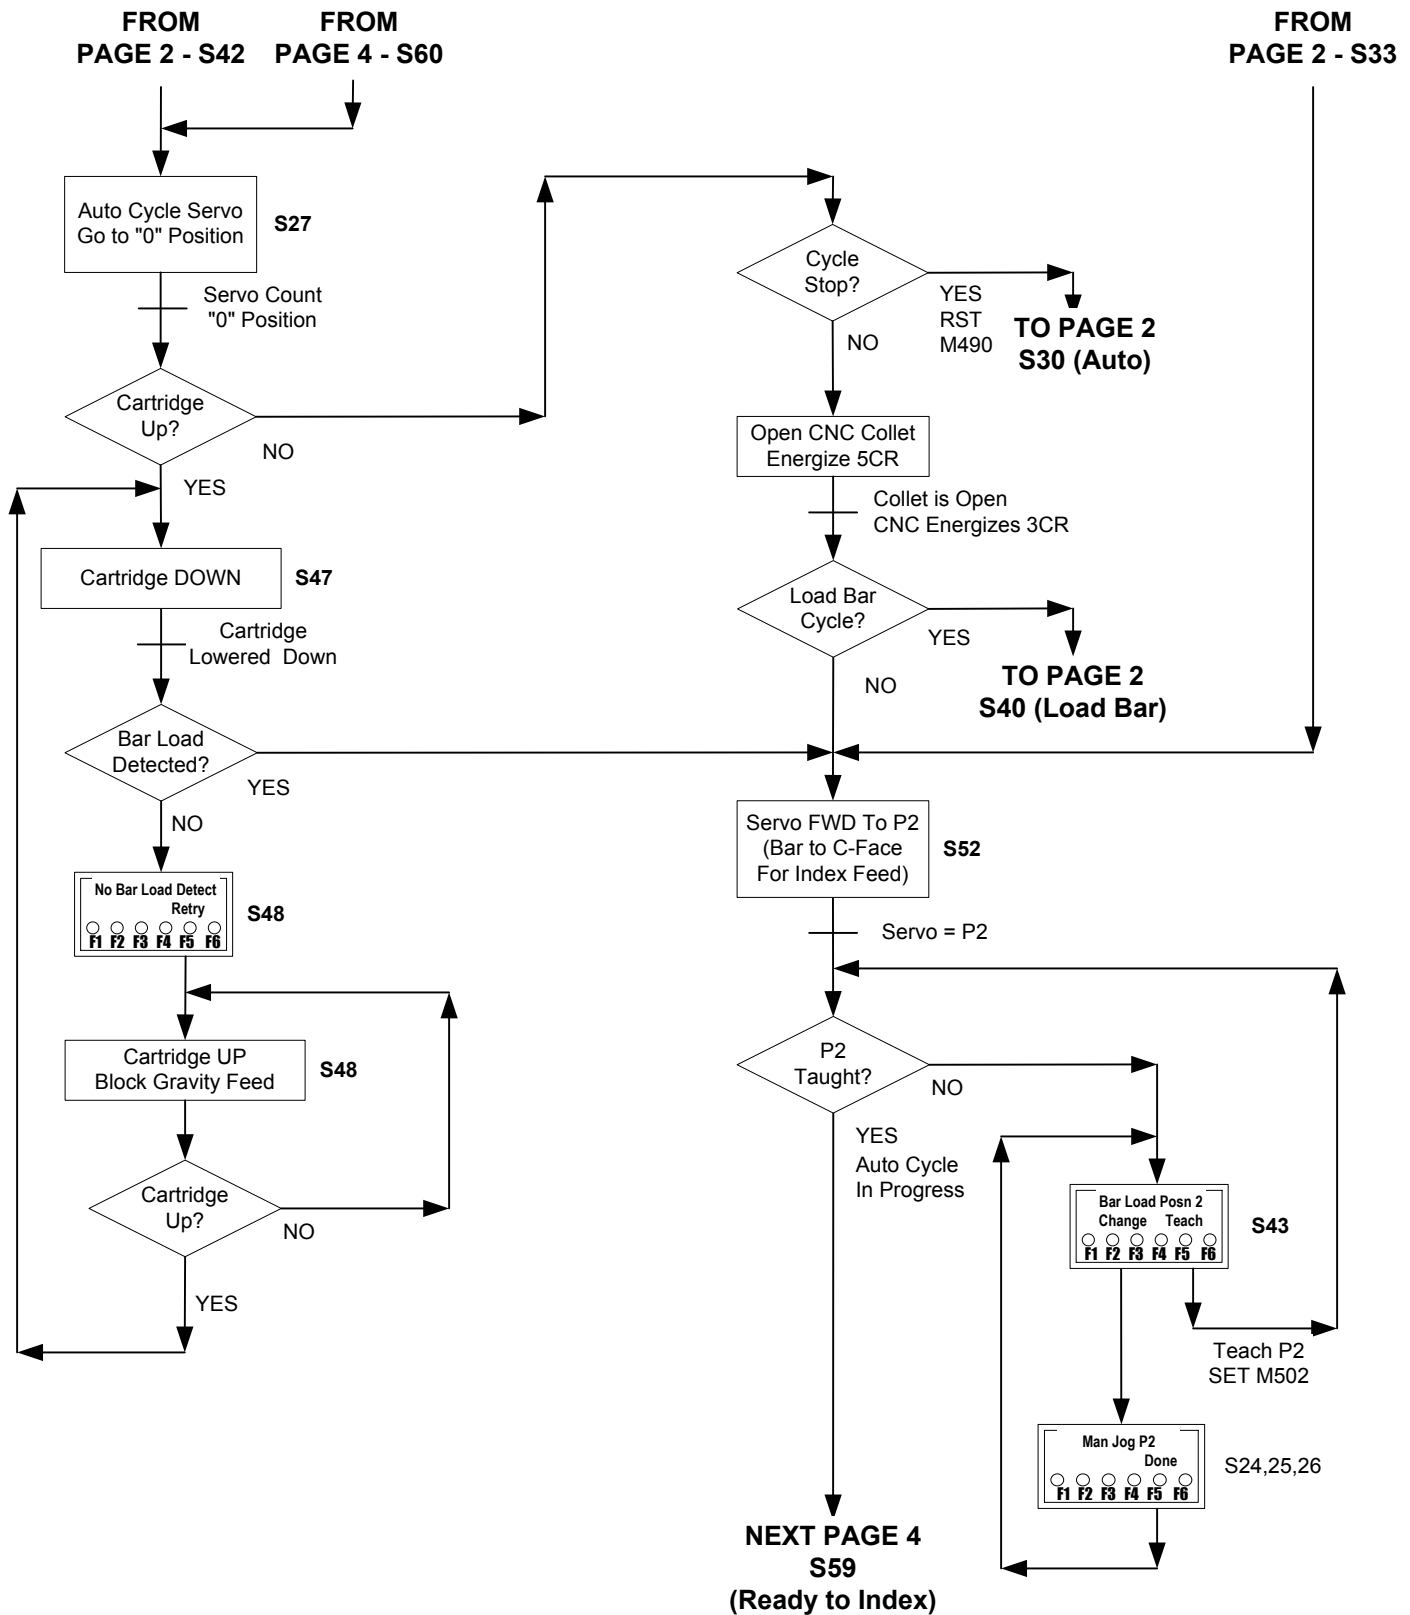 FROM
PAGE 2 - S42
FROM
PAGE 4 - S60
FROM
PAGE 2 - S33
Auto Cycle Servo
Go to "0" Position
S27
Servo Count
"0" Position
Cartridge
Up?
NO
YES
Cartridge DOWN
S47
Cartridge
Lowered Down
Bar Load
Detected?
YES
NO
No Bar Load Detect
Retry
F1 F2 F3 F4 F5 F6
S48
Cartridge UP
Block Gravity Feed
S48
Cartridge
Up?
NO
YES
Cycle
Stop?
YES
RST
M490
NO
TO PAGE 2
S30 (Auto)
Open CNC Collet
Energize 5CR
Collet is Open
CNC Energizes 3CR
Load Bar
Cycle?
YES
NO
TO PAGE 2
S40 (Load Bar)
Servo FWD To P2
(Bar to C-Face
For Index Feed)
S52
Servo = P2
P2
Taught?
NO
YES
Auto Cycle
In Progress
Bar Load Posn 2
Change Teach
F1 F2 F3 F4 F5 F6
S43
Teach P2
SET M502
Man Jog P2
Done
F1 F2 F3 F4 F5 F6
S24,25,26
NEXT PAGE 4
S59
(Ready to Index)